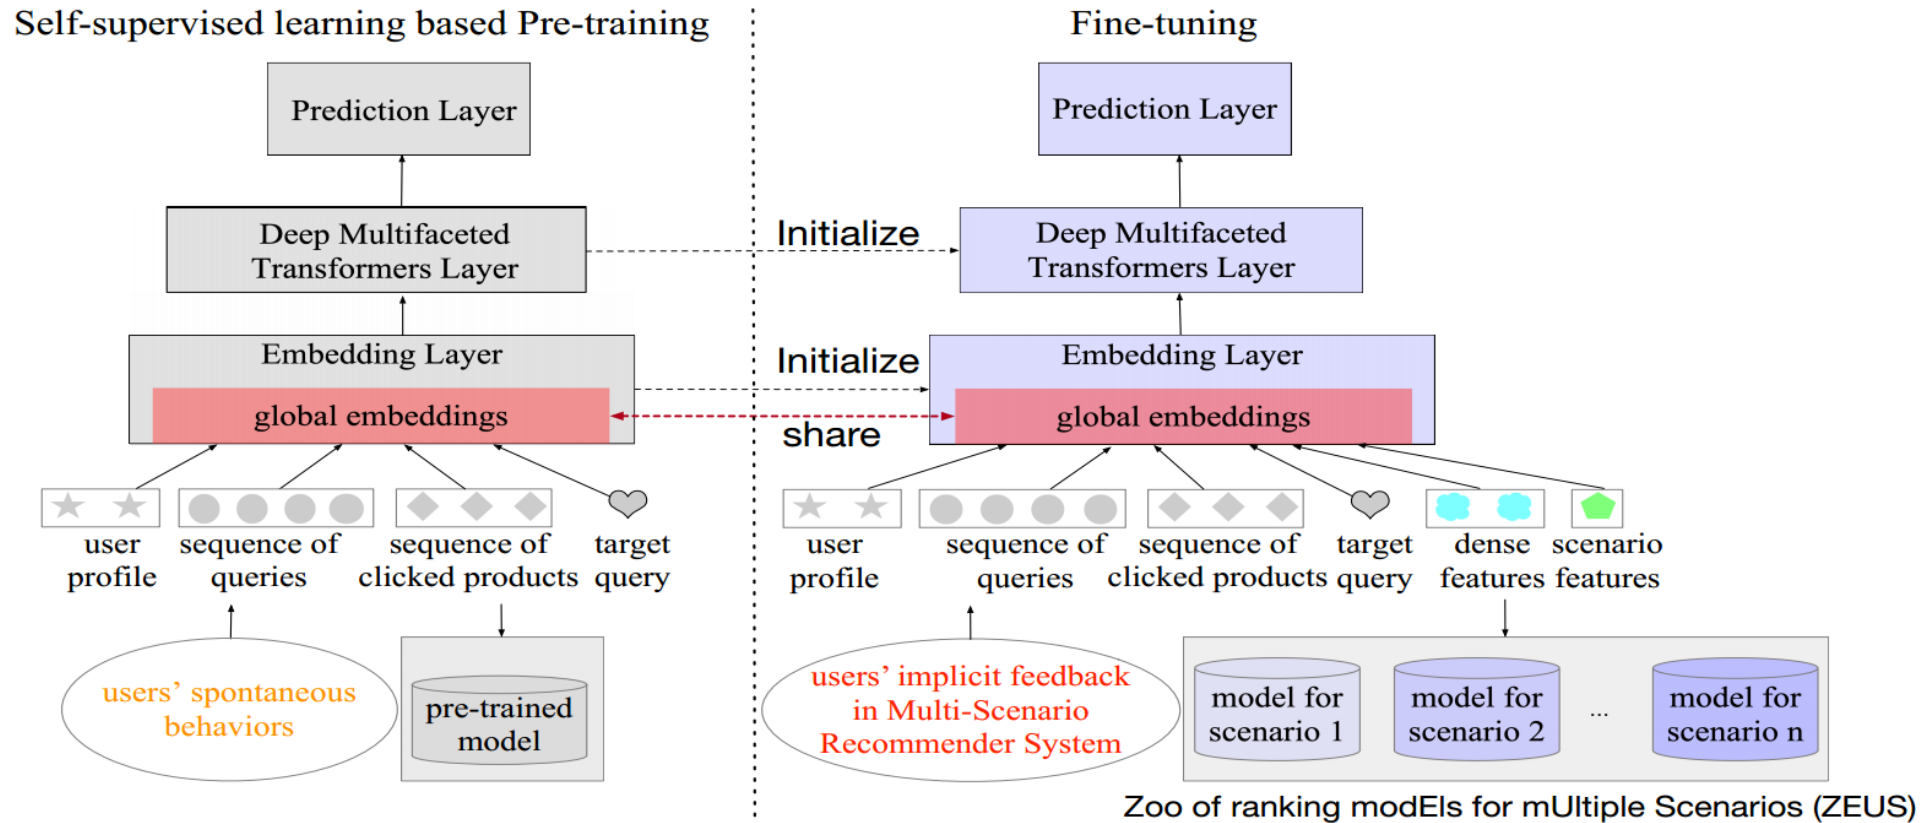 Self-supervised learning based Pre-training
Prediction Layer
Deep Multifaceted
Transformers Layer
Embedding Layer
global embeddings
user
profile
sequence of
queries
sequence of
clicked products
target
query
users' spontaneous
behaviors
pre-trained
model
Initialize
Initialize
share
Fine-tuning
Prediction Layer
Deep Multifaceted
Transformers Layer
Embedding Layer
global embeddings
user
profile
sequence of
queries
sequence of
clicked products
target
query
dense
features
scenario
features
users' implicit feedback
in Multi-Scenario
Recommender System
model for
scenario 1
model for
scenario 2
...
model for
scenario n
Zoo of ranking modEls for mUltiple Scenarios (ZEUS)